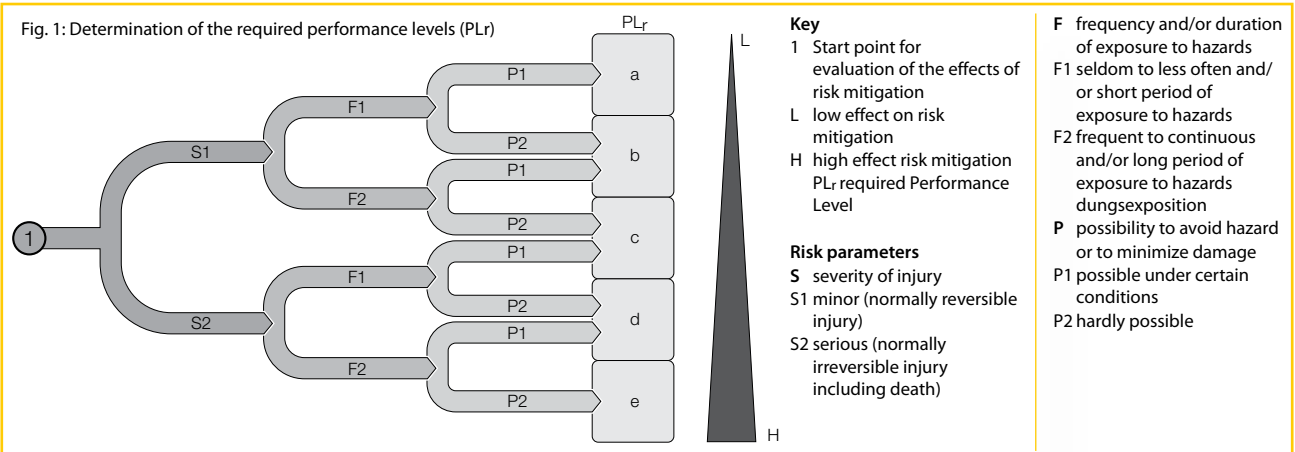 Fig. 1: Determination of the required performance levels (PLr)
PLr
1
S1
S2
F1
F2
F1
F2
P1
P2
P1
P2
P1
P2
P1
P2
a
b
c
d
e
L
H
Key
1 Start point for
evaluation of the effects of
risk mitigation
L low effect on risk
mitigation
H high effect risk mitigation
PLr required Performance
Level
Risk parameters
S severity of injury
S1 minor (normally reversible
injury)
S2 serious (normally
irreversible injury
including death)
F frequency and/or duration
of exposure to hazards
F1 seldom to less often and/
or short period of
exposure to hazards
F2 frequent to continuous
and/or long period of
exposure to hazards
dungsexposition
P possibility to avoid hazard
or to minimize damage
P1 possible under certain
conditions
P2 hardly possible